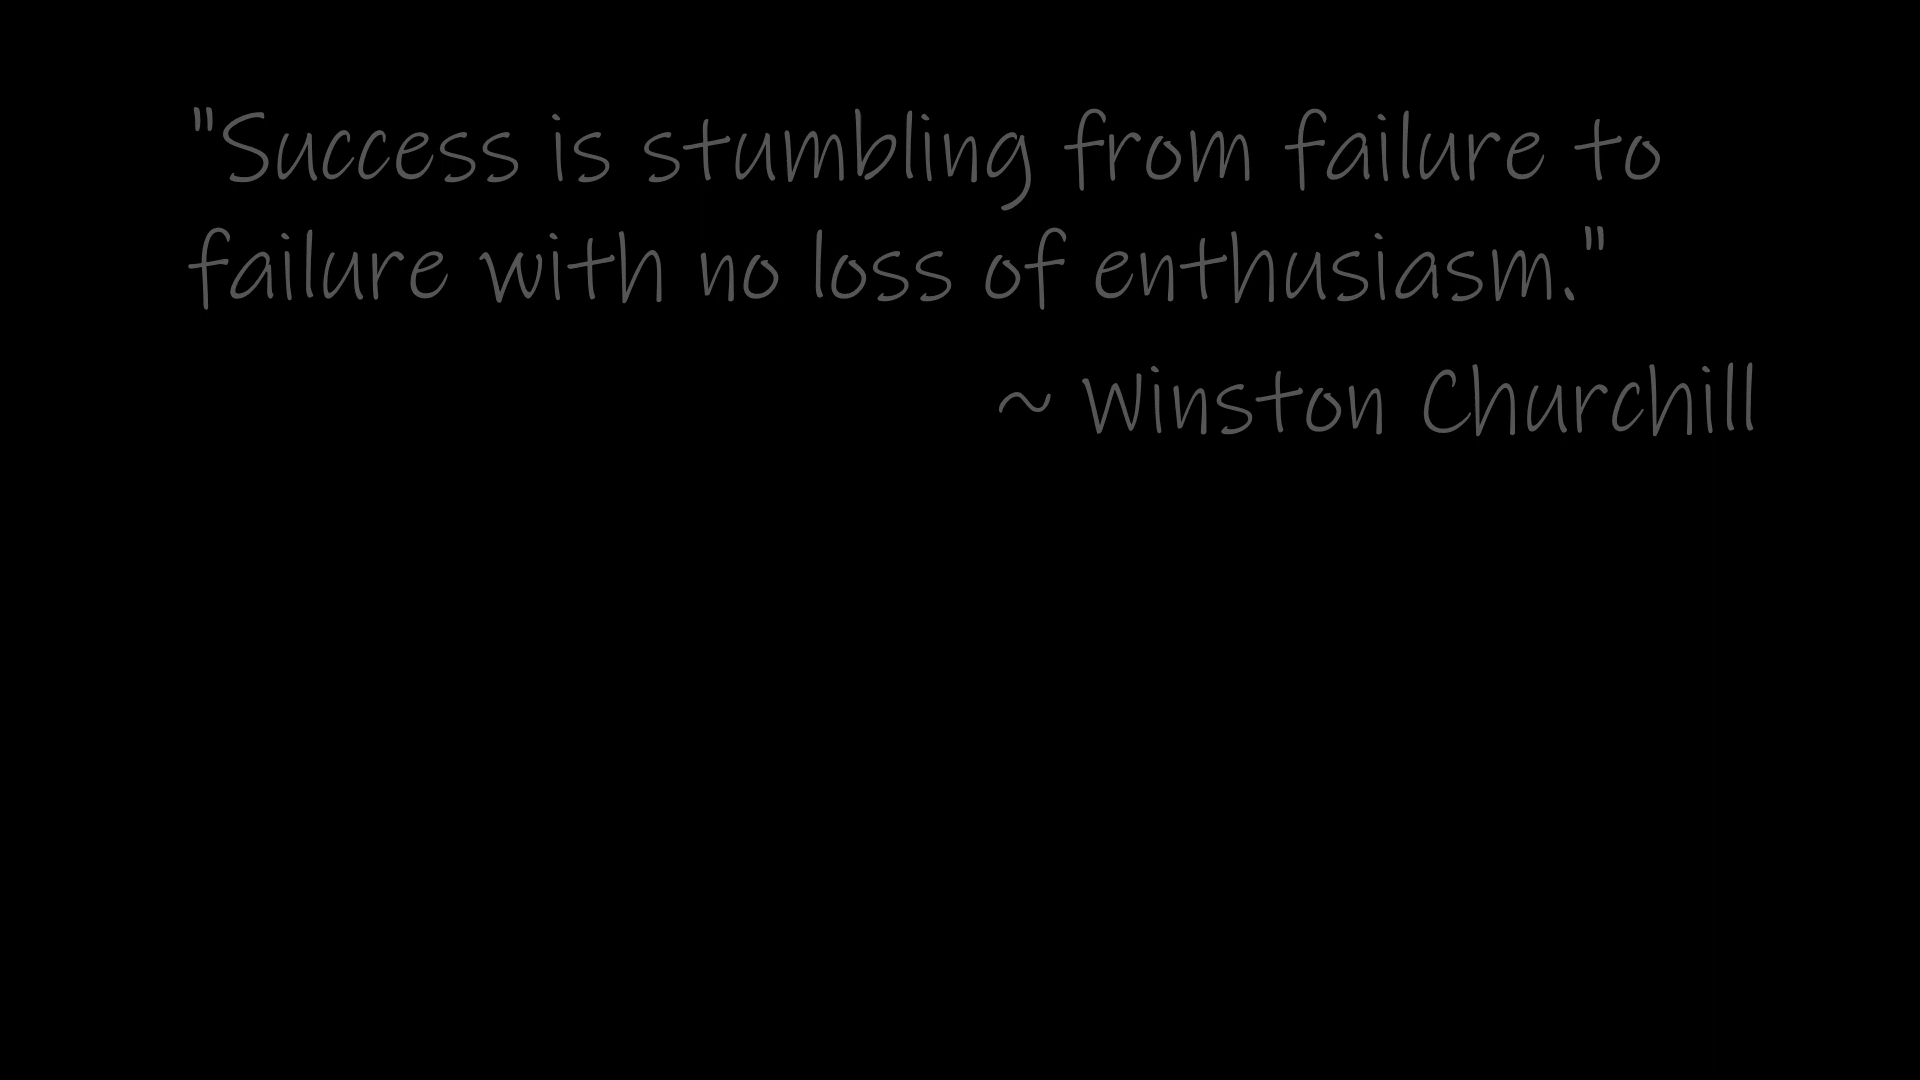 "Success is stumbling from failure to
failure with no loss of enthusiasm."
~ Winston Churchill